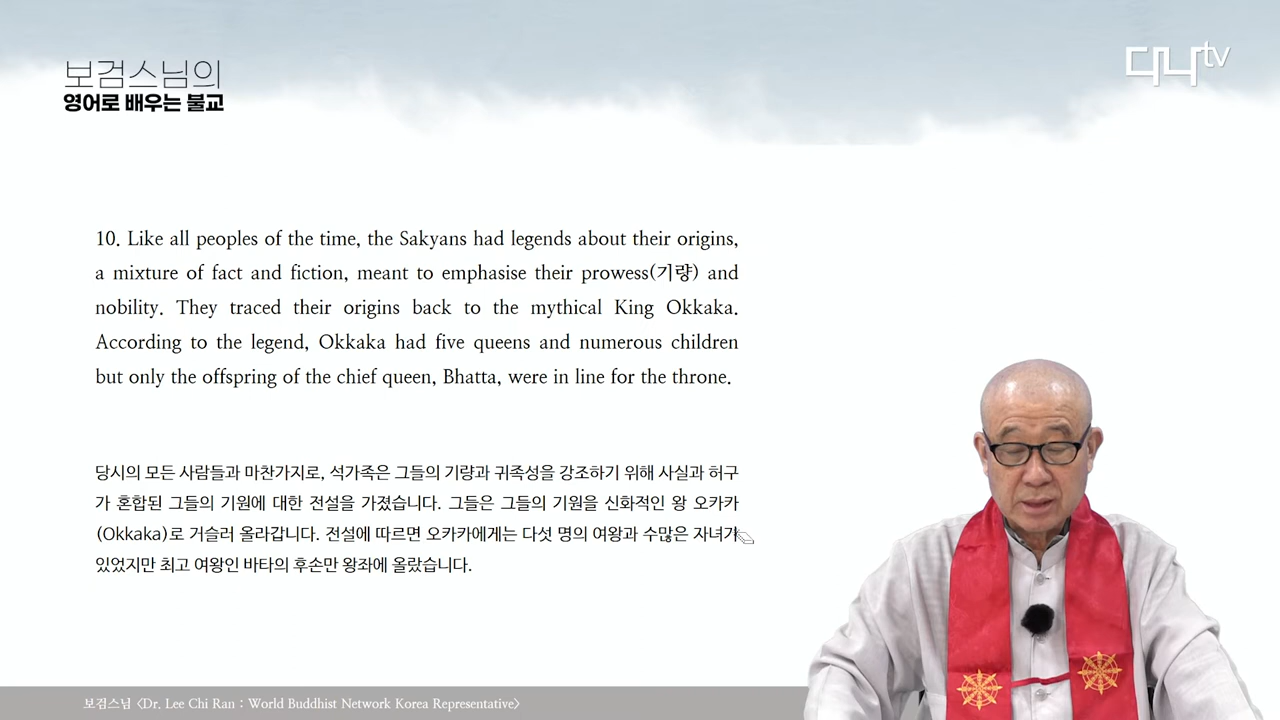 보검스님의
영어로 배우는 불교
디나tv
10. Like all peoples of the time, the Sakyans had legends about their origins,
a mixture of fact and fiction, meant to emphasise their prowess(기량) and
nobility. They traced their origins back to the mythical King Okkaka.
According to the legend, Okkaka had five queens and numerous children
but only the offspring of the chief queen, Bhatta, were in line for the throne.
당시의 모든 사람들과 마찬가지로, 석가족은 그들의 기량과 귀족성을 강조하기 위해 사실과 허구
가 혼합된 그들의 기원에 대한 전설을 가졌습니다. 그들은 그들의 기원을 신화적인 왕 오카카
(Okkaka)로 거슬러 올라갑니다. 전설에 따르면 오카카에게는 다섯 명의 여왕과 수많은 자녀가
있었지만 최고 여왕인 바타의 후손만 왕좌에 올랐습니다.
보검스님 <Dr. Lee Chi Ran : World Buddhist Network Korea Representative>